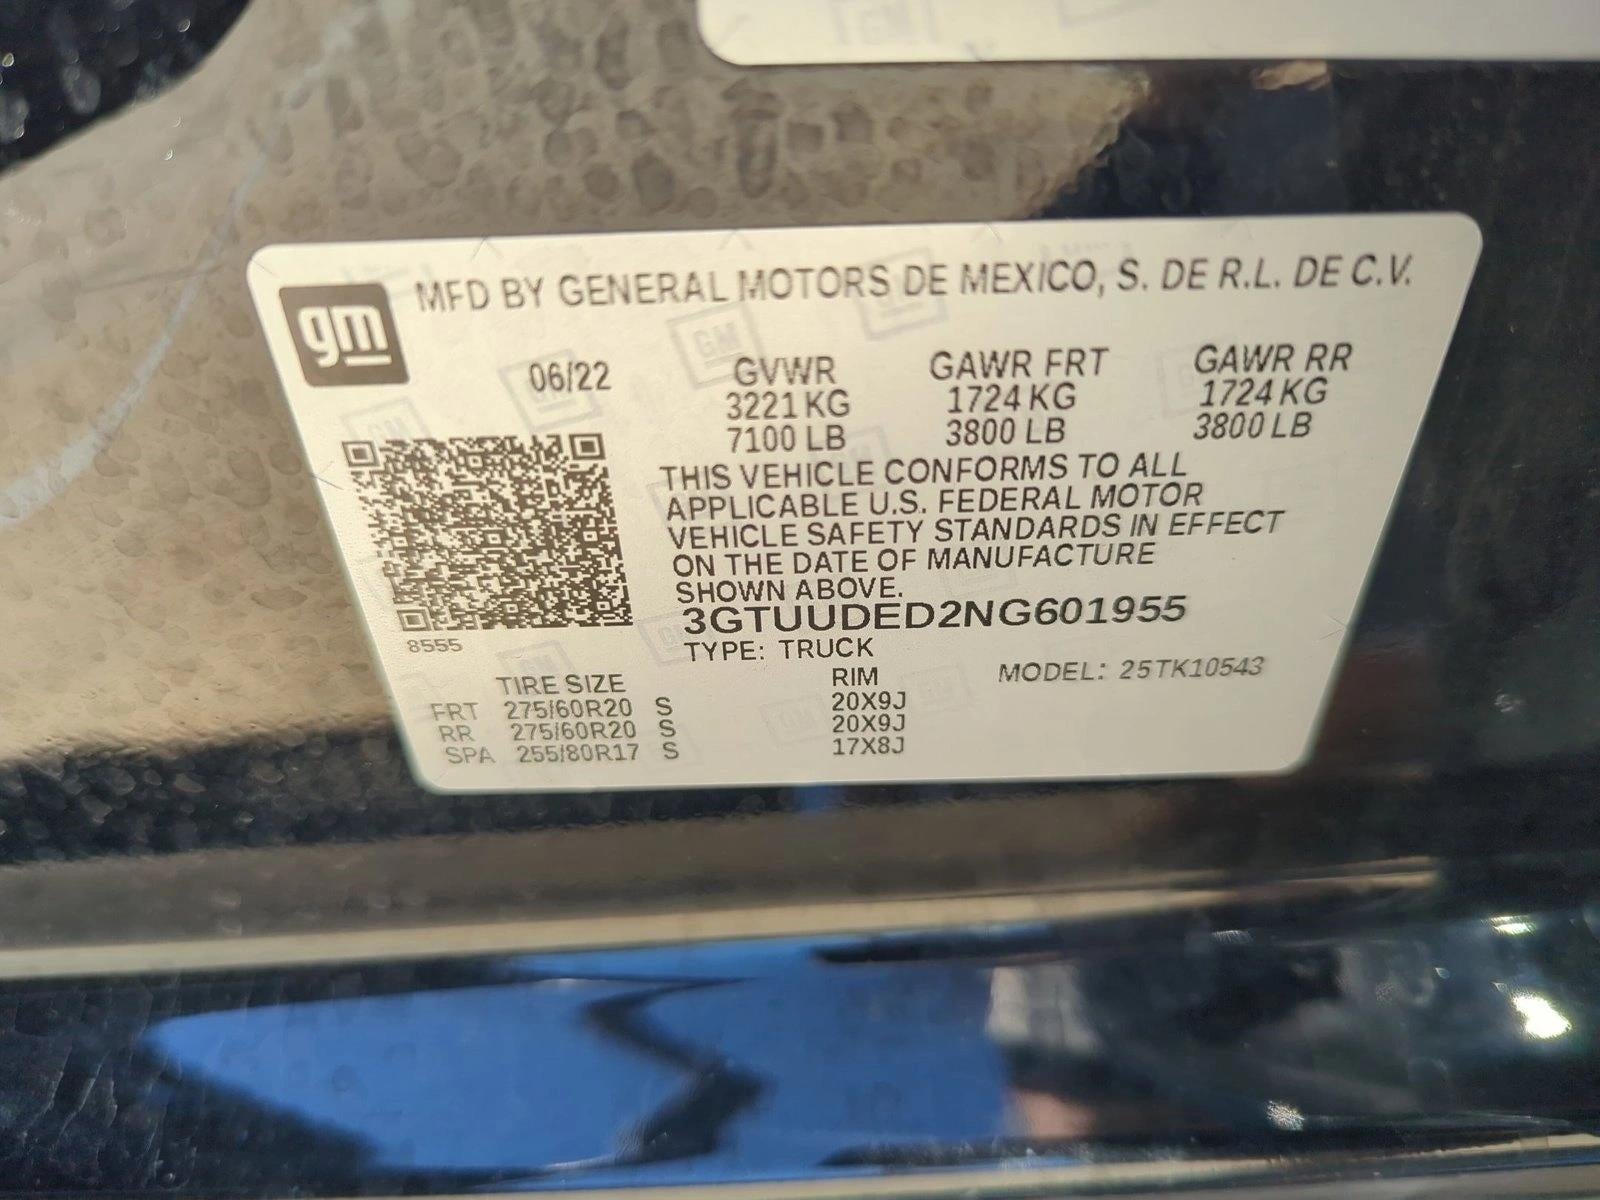 gm
MFD BY GENERAL MOTORS DE MEXICO, S. DE R.L. DE C.V.
06/22 GVWR GAWR FRT GAWR RR
3221 KG 1724 KG 1724 KG
7100 LB 3800 LB 3800 LB
THIS VEHICLE CONFORMS TO ALL
APPLICABLE U.S. FEDERAL MOTOR
VEHICLE SAFETY STANDARDS IN EFFECT
ON THE DATE OF MANUFACTURE
SHOWN ABOVE.
3GTUUDED2NG601955
8555
TYPE: TRUCK
TIRE SIZE RIM MODEL: 25TK10543
FRT 275/60R20 S 20X9J
RR 275/60R20 S 20X9J
SPA 255/80R17 S 17X8J